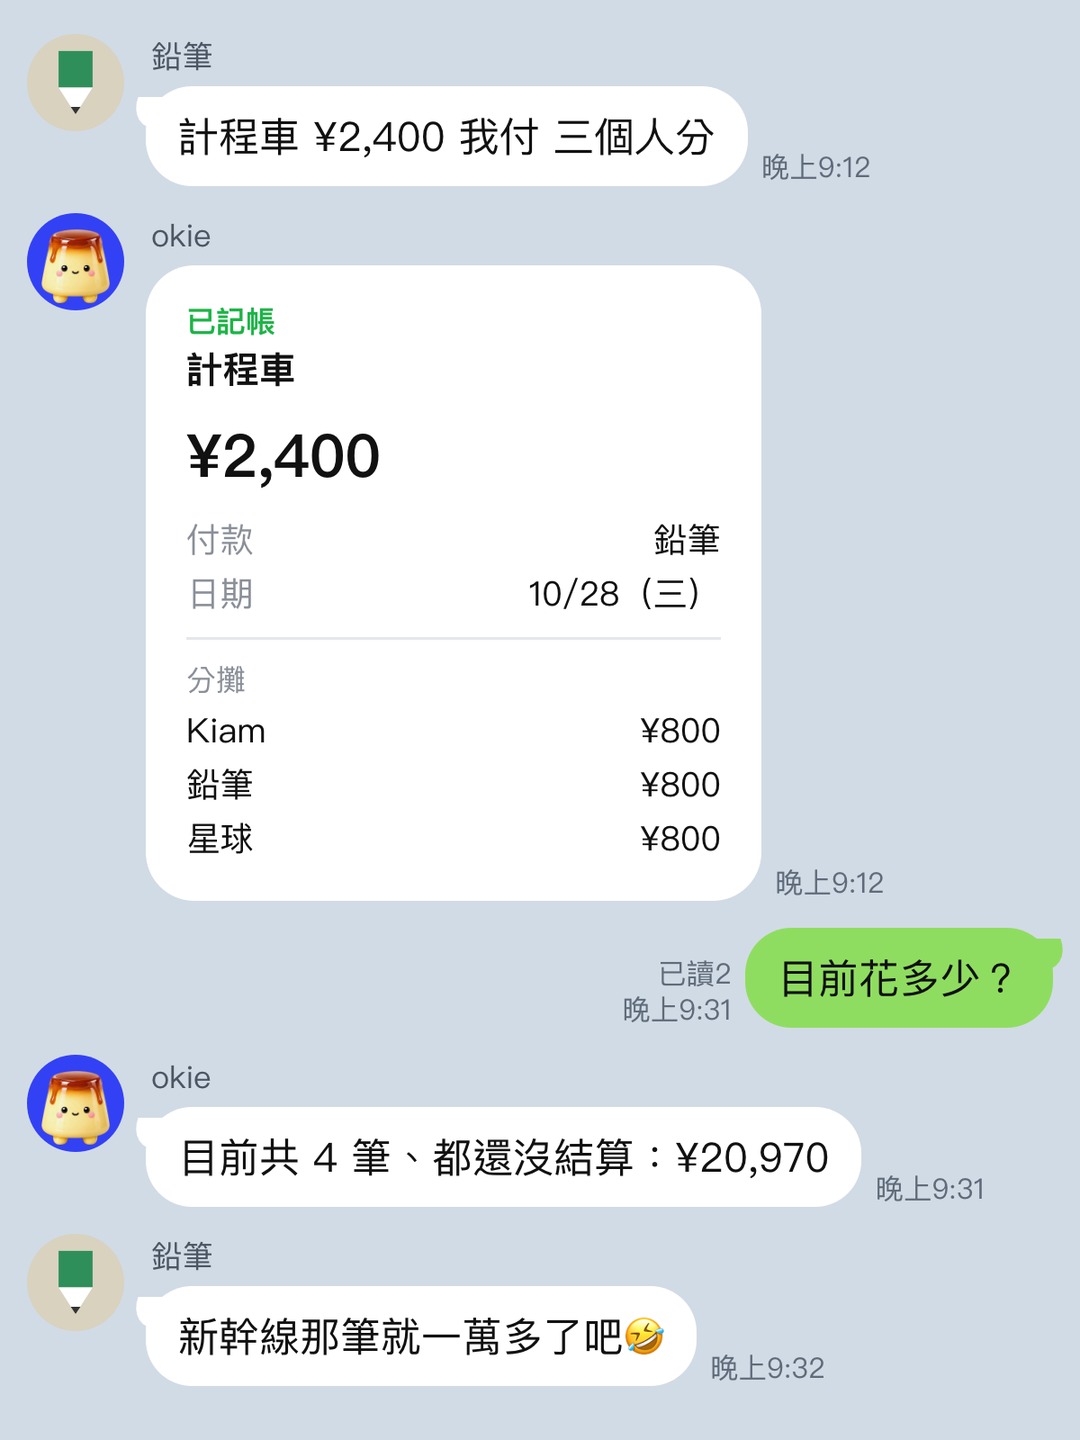 鉛筆
計程車 ¥2,400 我付 三個人分
晚上9:12
okie
已記帳
計程車
¥2,400
付款 鉛筆
日期 10/28（三）
分攤
Kiam ¥800
鉛筆 ¥800
星球 ¥800
晚上9:12
已讀2
晚上9:31
目前花多少？
okie
目前共 4 筆、都還沒結算：¥20,970
晚上9:31
鉛筆
新幹線那筆就一萬多了吧🤣
晚上9:32